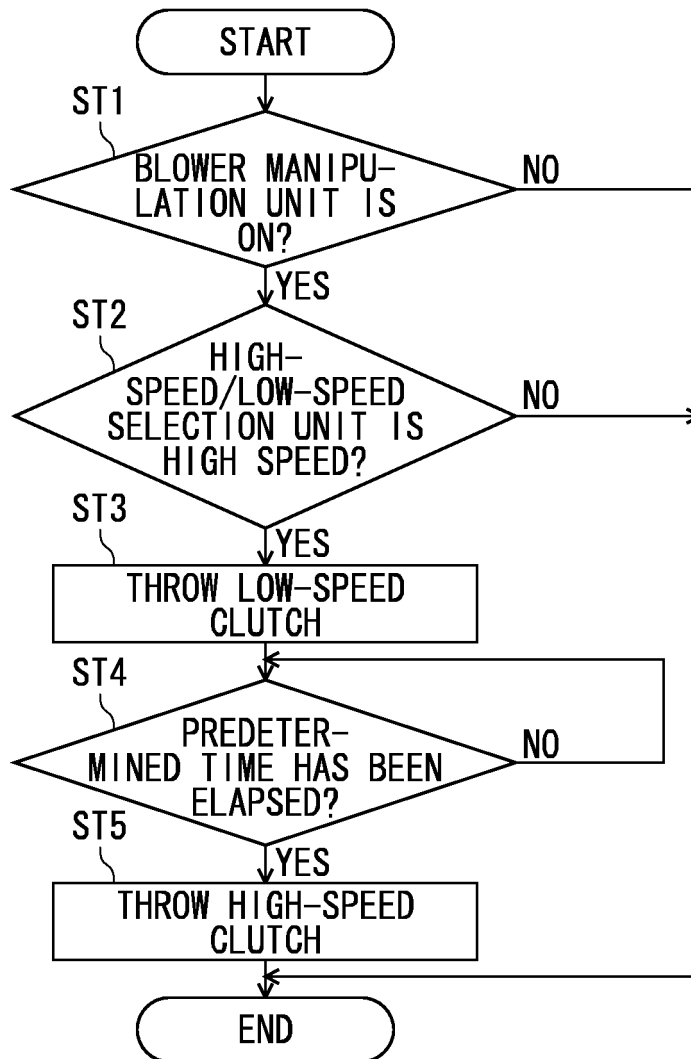 START
ST1
BLOWER MANIPU-
LATION UNIT IS
ON?
NO
YES
ST2
HIGH-
SPEED/LOW-SPEED
SELECTION UNIT IS
HIGH SPEED?
NO
YES
ST3
THROW LOW-SPEED
CLUTCH
ST4
PREDETER-
MINED TIME HAS BEEN
ELAPSED?
NO
YES
ST5
THROW HIGH-SPEED
CLUTCH
END